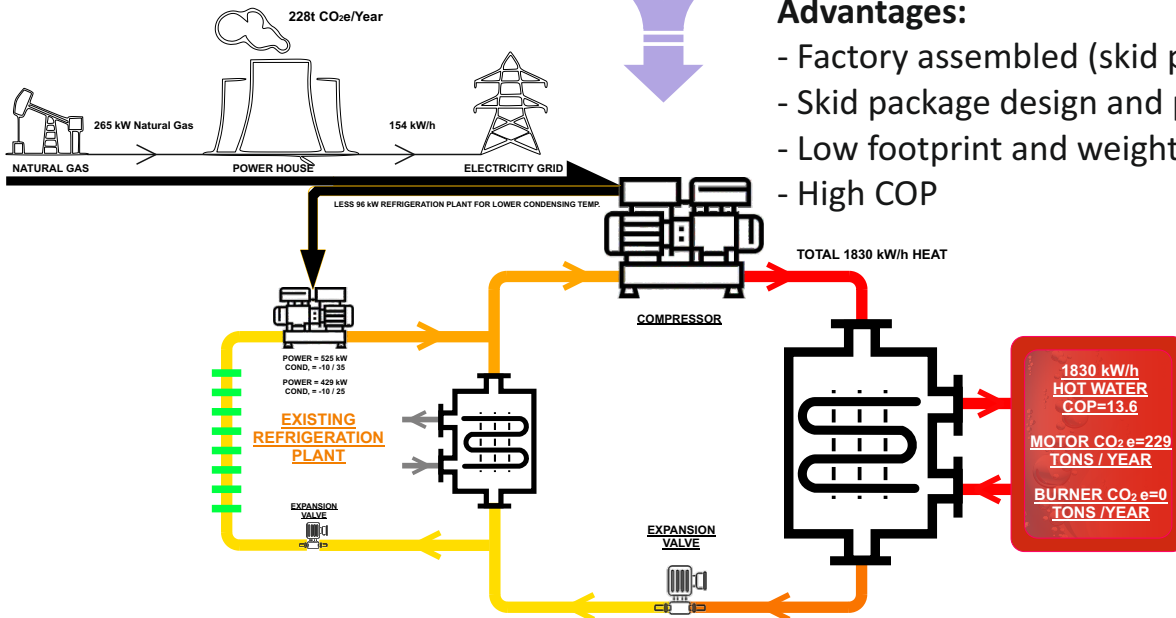 228t CO₂e/Year
265 kW Natural Gas
154 kW/h
NATURAL GAS
POWER HOUSE
ELECTRICITY GRID
LESS 96 kW REFRIGERATION PLANT FOR LOWER CONDENSING TEMP.
Advantages:
- Factory assembled (skid
- Skid package design and
- Low footprint and weight
- High COP
TOTAL 1830 kW/h HEAT
COMPRESSOR
POWER = 525 kW
COND, = -10 / 35
POWER = 429 kW
COND, = -10 / 25
EXISTING
REFRIGERATION
PLANT
EXPANSION
VALVE
EXPANSION
VALVE
1830 kW/h
HOT WATER
COP=13.6
MOTOR CO₂ e=229
TONS / YEAR
BURNER CO₂ e=0
TONS /YEAR